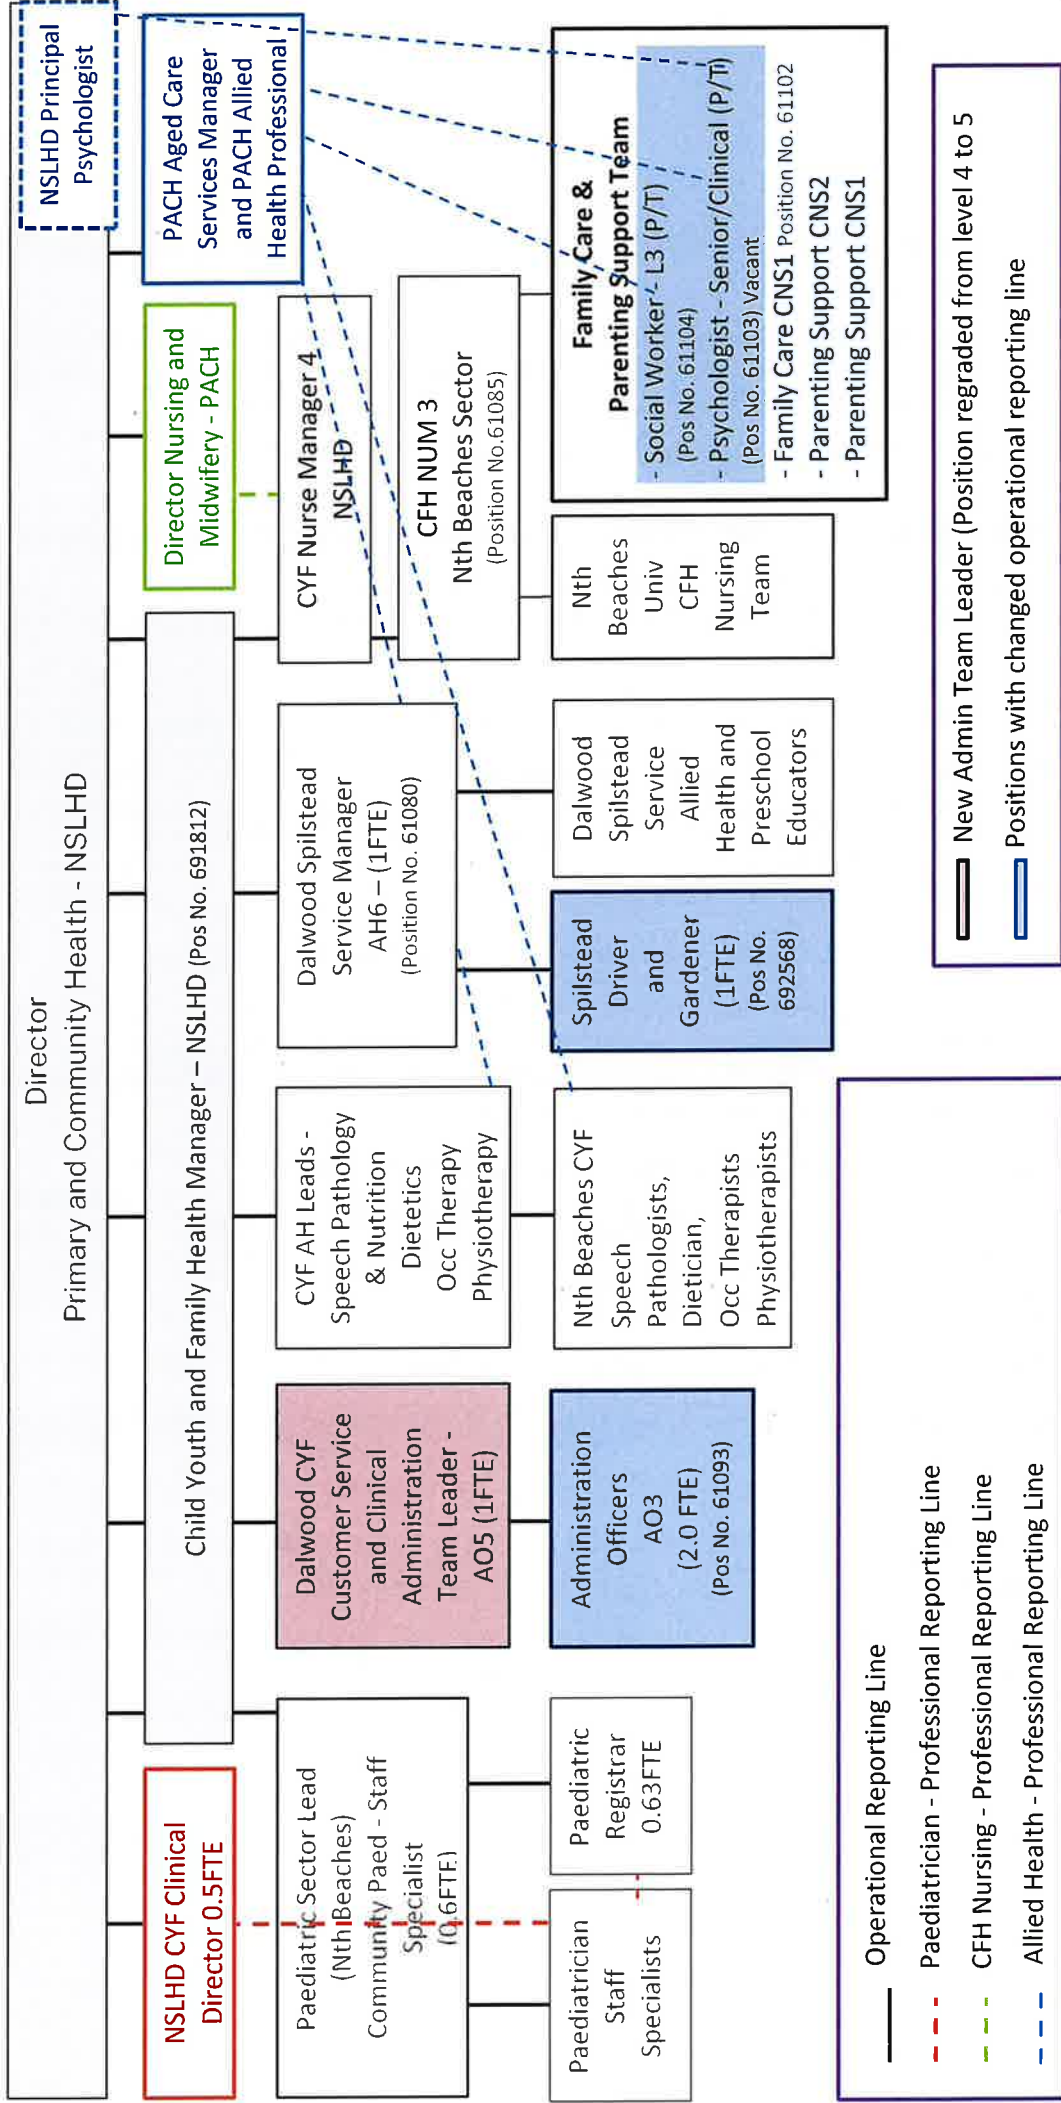 Director
Primary and Community Health - NSLHD
NSLHD Principal
Psychologist
NSLHD CYF Clinical
Director 0.5FTE
Child Youth and Family Health Manager – NSLHD (Pos No. 691812)
Director Nursing and
Midwifery - PACH
PACH Aged Care
Services Manager
and PACH Allied
Health Professional
Paediatric Sector Lead
(Nth Beaches)
Community Paed - Staff
Specialist
(0.6FTE)
Dalwood CYF
Customer Service
and Clinical
Administration
Team Leader -
AO5 (1FTE)
CYF AH Leads -
Speech Pathology
& Nutrition
Dietetics
Occ Therapy
Physiotherapy
Dalwood Spilstead
Service Manager
AH6 – (1FTE)
(Position No. 61080)
CYF Nurse Manager 4
NSLHD
CFH NUM 3
Nth Beaches Sector
(Position No.61085)
Paediatrician
Staff
Specialists
Paediatric
Registrar
0.63FTE
Administration
Officers
AO3
(2.0 FTE)
(Pos No. 61093)
Nth Beaches CYF
Speech
Pathologists,
Dietician,
Occ Therapists
Physiotherapists
Spilstead
Driver
and
Gardener
(1FTE)
(Pos No.
692568)
Dalwood
Spilstead
Service
Allied
Health and
Preschool
Educators
Nth
Beaches
Univ
CFH
Nursing
Team
Family Care &
Parenting Support Team
- Social Worker - L3 (P/T)
(Pos No. 61104)
- Psychologist - Senior/Clinical (P/T)
(Pos No. 61103) Vacant
- Family Care CNS1 Position No. 61102
- Parenting Support CNS2
- Parenting Support CNS1
Operational Reporting Line
Paediatrician - Professional Reporting Line
CFH Nursing - Professional Reporting Line
Allied Health - Professional Reporting Line
New Admin Team Leader (Position regraded from level 4 to 5
Positions with changed operational reporting line